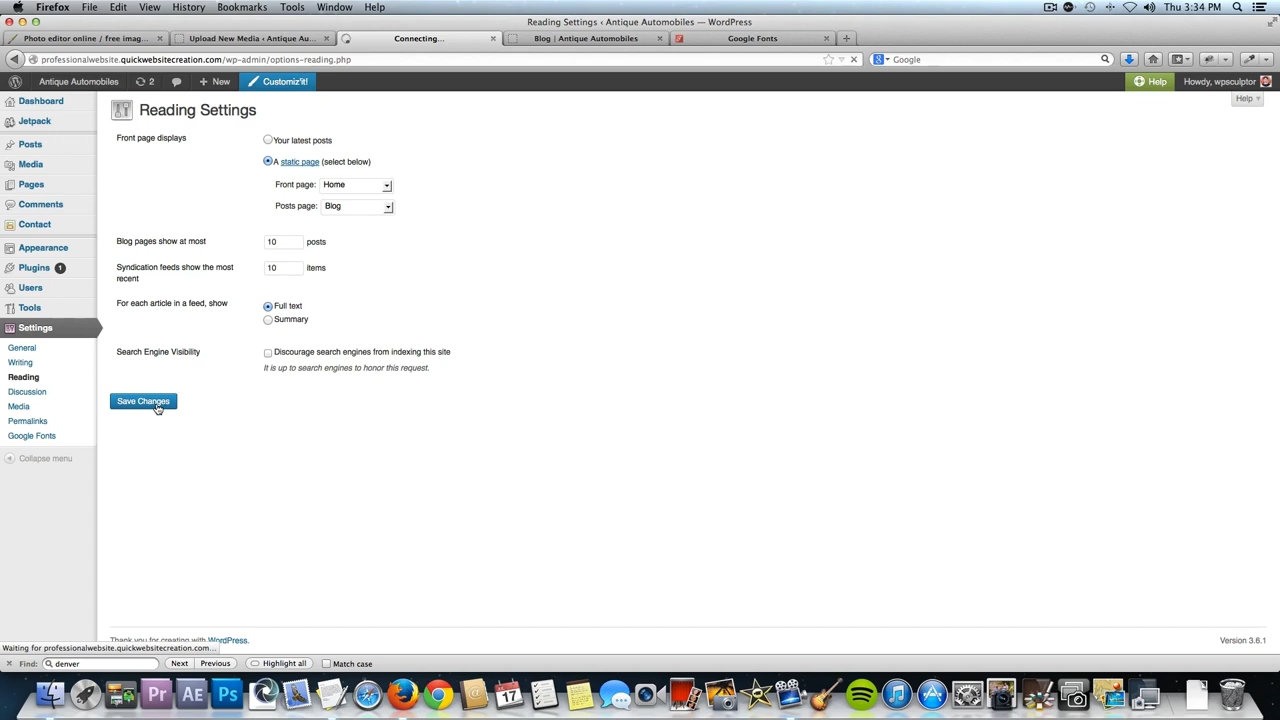 Firefox File Edit View History Bookmarks Tools Window Help Thu 3:34 PM
Reading Settings ‹ Antique Automobiles — WordPress
Photo editor online / free imag... Upload New Media ‹ Antique Au... Connecting... Blog | Antique Automobiles Google Fonts
professionalwebsite.quickwebsitecreation.com/wp-admin/options-reading.php Google
Antique Automobiles 2 New Customiz'it! Help Howdy, wpsculptor
Help
Dashboard
Jetpack
Posts
Media
Pages
Comments
Contact
Appearance
Plugins 1
Users
Tools
Settings
General
Writing
Reading
Discussion
Media
Permalinks
Google Fonts
Collapse menu
Reading Settings
Front page displays
Your latest posts
A static page (select below)
Front page: Home
Posts page: Blog
Blog pages show at most 10 posts
Syndication feeds show the most recent 10 items
For each article in a feed, show
Full text
Summary
Search Engine Visibility
Discourage search engines from indexing this site
It is up to search engines to honor this request.
Save Changes
Thank you for creating with WordPress. Version 3.6.1
Waiting for professionalwebsite.quickwebsitecreation.com...
Find: denver Next Previous Highlight all Match case
Pr Ae Ps 17